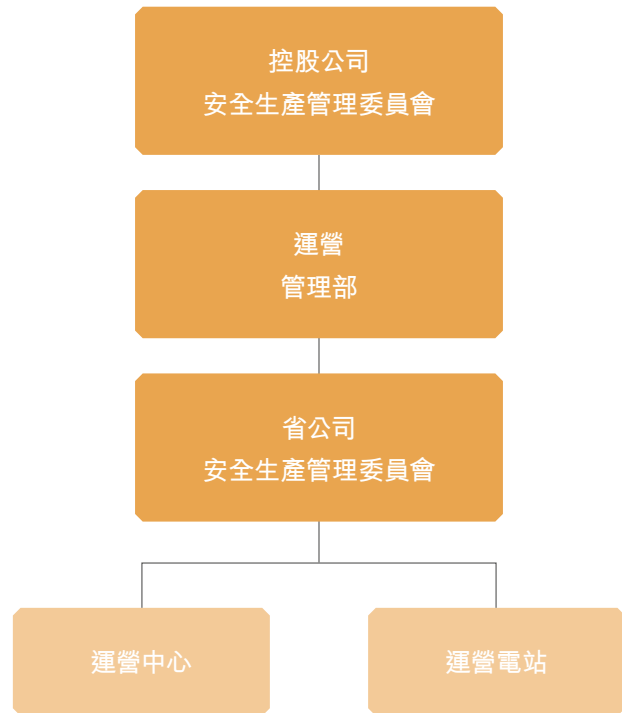 控股公司
安全生產管理委員會
運營
管理部
省公司
安全生產管理委員會
運營中心
運營電站